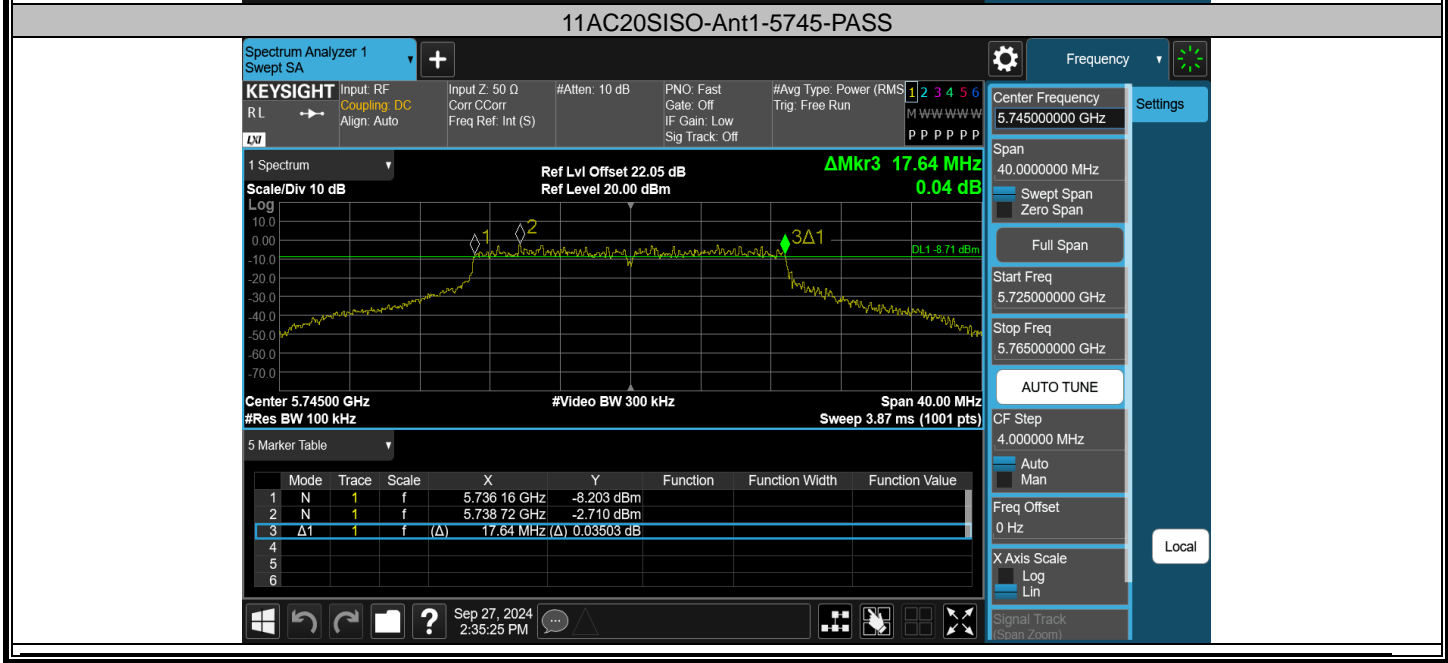 11AC20SISO-Ant1-5745-PASS
Spectrum Analyzer 1
Swept SA
Frequency
KEYSIGHT
RL
LXI
Input: RF
Coupling: DC
Align: Auto
Input Z: 50 Ω
Corr CCorr
Freq Ref: Int (S)
#Atten: 10 dB
PNO: Fast
Gate: Off
IF Gain: Low
Sig Track: Off
#Avg Type: Power (RMS
Trig: Free Run
1 2 3 4 5 6
M W W W W W
P P P P P P
1 Spectrum
Scale/Div 10 dB
Ref Lvl Offset 22.05 dB
Ref Level 20.00 dBm
ΔMkr3 17.64 MHz
0.04 dB
Log
10.0
0.00
-10.0
-20.0
-30.0
-40.0
-50.0
-60.0
-70.0
1
2
3Δ1
DL1 -8.71 dBm
Center 5.74500 GHz
#Res BW 100 kHz
#Video BW 300 kHz
Span 40.00 MHz
Sweep 3.87 ms (1001 pts)
5 Marker Table
Mode Trace Scale X Y Function Function Width Function Value
1 N 1 f 5.736 16 GHz -8.203 dBm
2 N 1 f 5.738 72 GHz -2.710 dBm
3 Δ1 1 f (Δ) 17.64 MHz (Δ) 0.03503 dB
4
5
6
Sep 27, 2024
2:35:25 PM
Center Frequency
5.745000000 GHz
Settings
Span
40.0000000 MHz
Swept Span
Zero Span
Full Span
Start Freq
5.725000000 GHz
Stop Freq
5.765000000 GHz
AUTO TUNE
CF Step
4.000000 MHz
Auto
Man
Freq Offset
0 Hz
X Axis Scale
Log
Lin
Signal Track
(Span Zoom)
Local